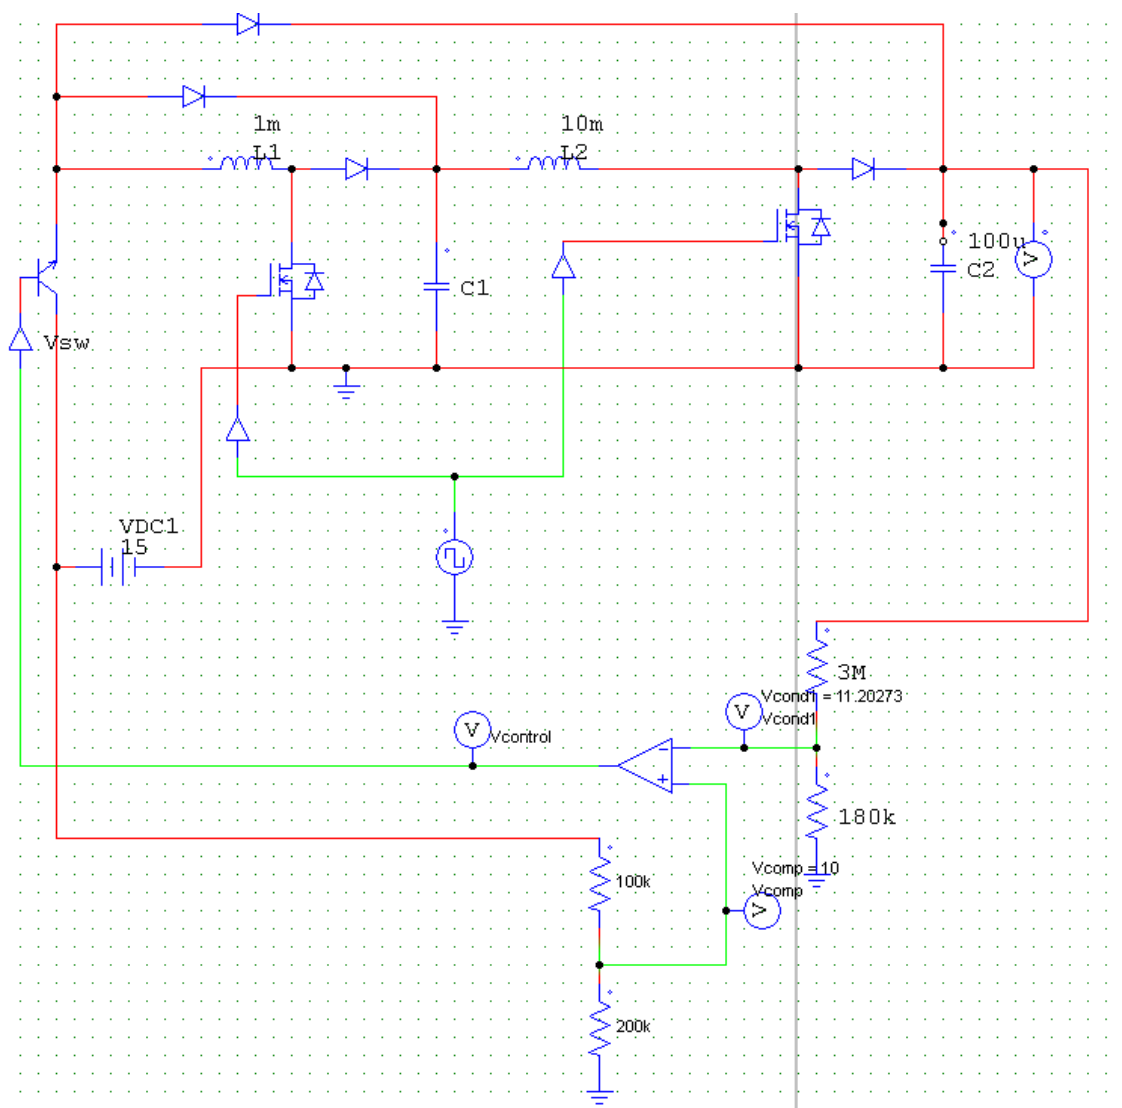 1m
L1
10m
L2
100u
C2
V
C1
Vsw
VDC1
15
3M
Vcond1 = 11.20273
Vcond1
V
V
Vcontrol
180k
Vcomp = 10
Vcomp
V
100k
200k